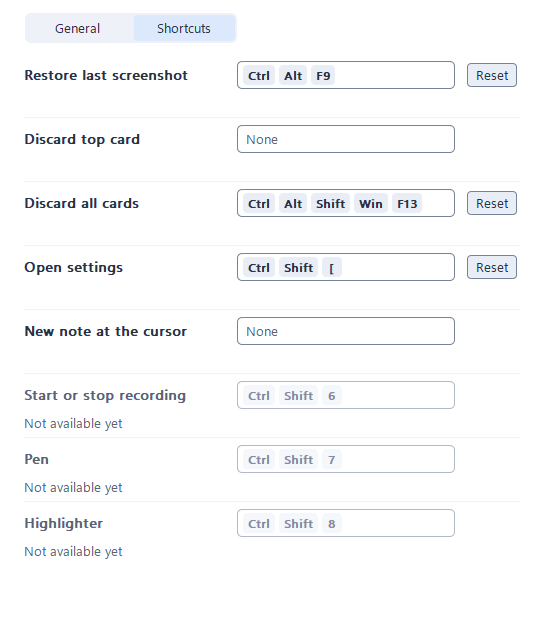 General Shortcuts
Restore last screenshot Ctrl Alt F9 Reset
Discard top card None
Discard all cards Ctrl Alt Shift Win F13 Reset
Open settings Ctrl Shift [ Reset
New note at the cursor None
Start or stop recording Ctrl Shift 6
Not available yet
Pen Ctrl Shift 7
Not available yet
Highlighter Ctrl Shift 8
Not available yet